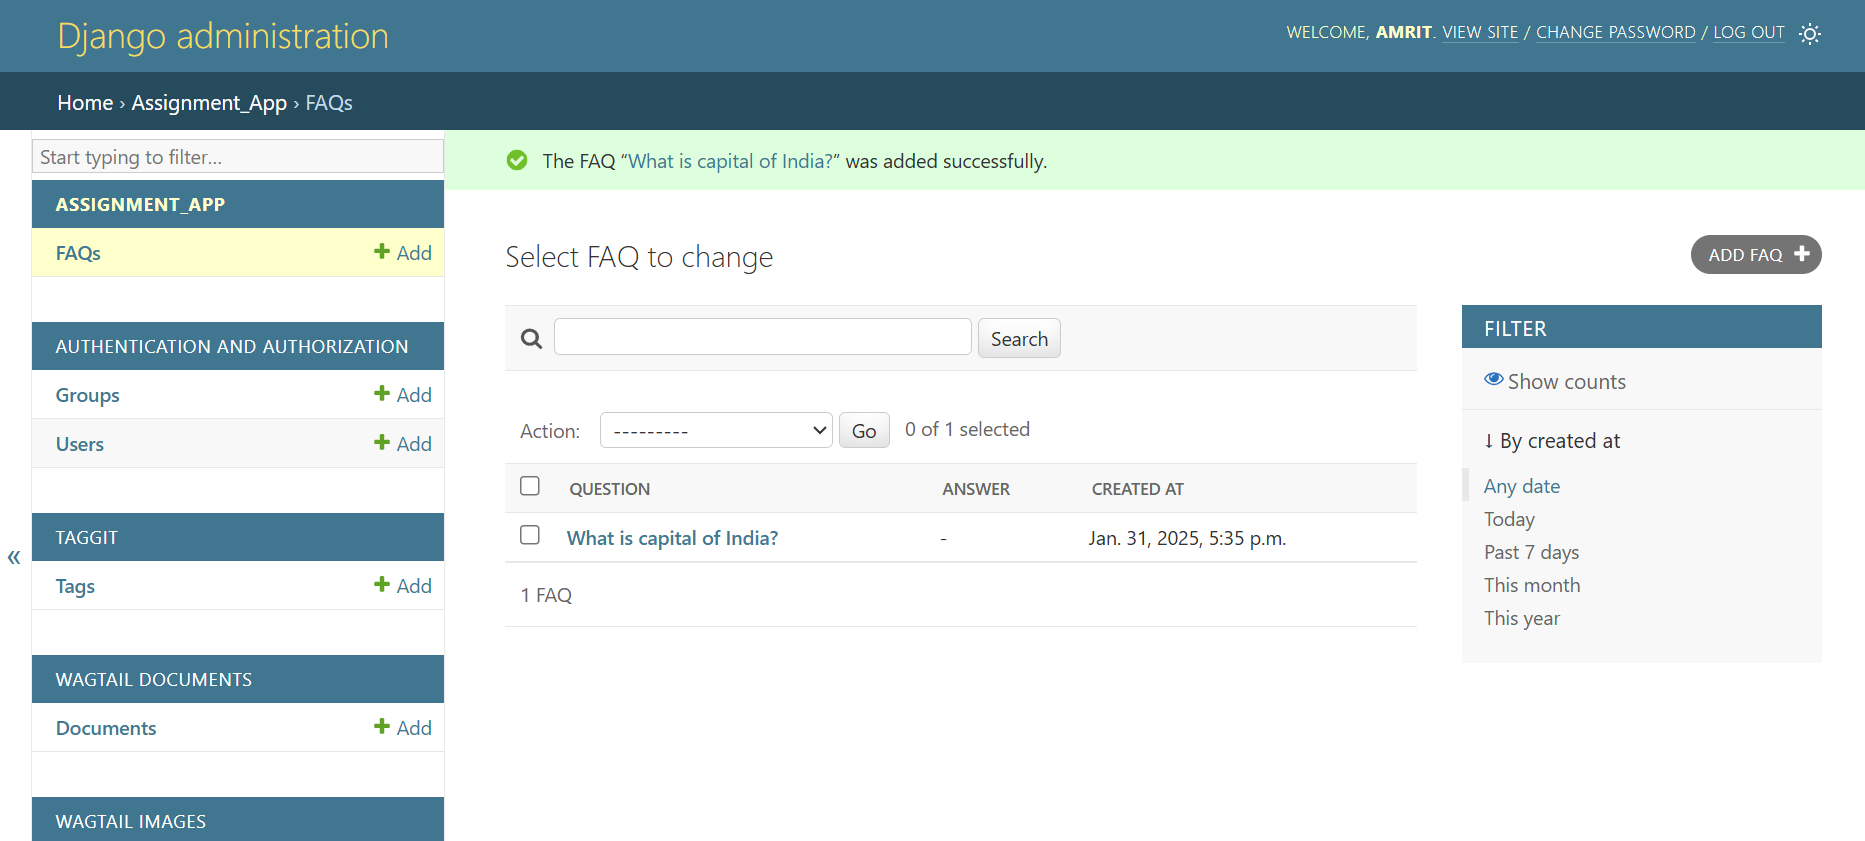 Django administration
WELCOME, AMRIT. VIEW SITE / CHANGE PASSWORD / LOG OUT
Home › Assignment_App › FAQs
Start typing to filter...
ASSIGNMENT_APP
FAQs Add
AUTHENTICATION AND AUTHORIZATION
Groups Add
Users Add
TAGGIT
Tags Add
WAGTAIL DOCUMENTS
Documents Add
WAGTAIL IMAGES
«
The FAQ “What is capital of India?” was added successfully.
Select FAQ to change
ADD FAQ
Search
Action: --------- Go 0 of 1 selected
QUESTION ANSWER CREATED AT
What is capital of India? - Jan. 31, 2025, 5:35 p.m.
1 FAQ
FILTER
Show counts
↓ By created at
Any date
Today
Past 7 days
This month
This year